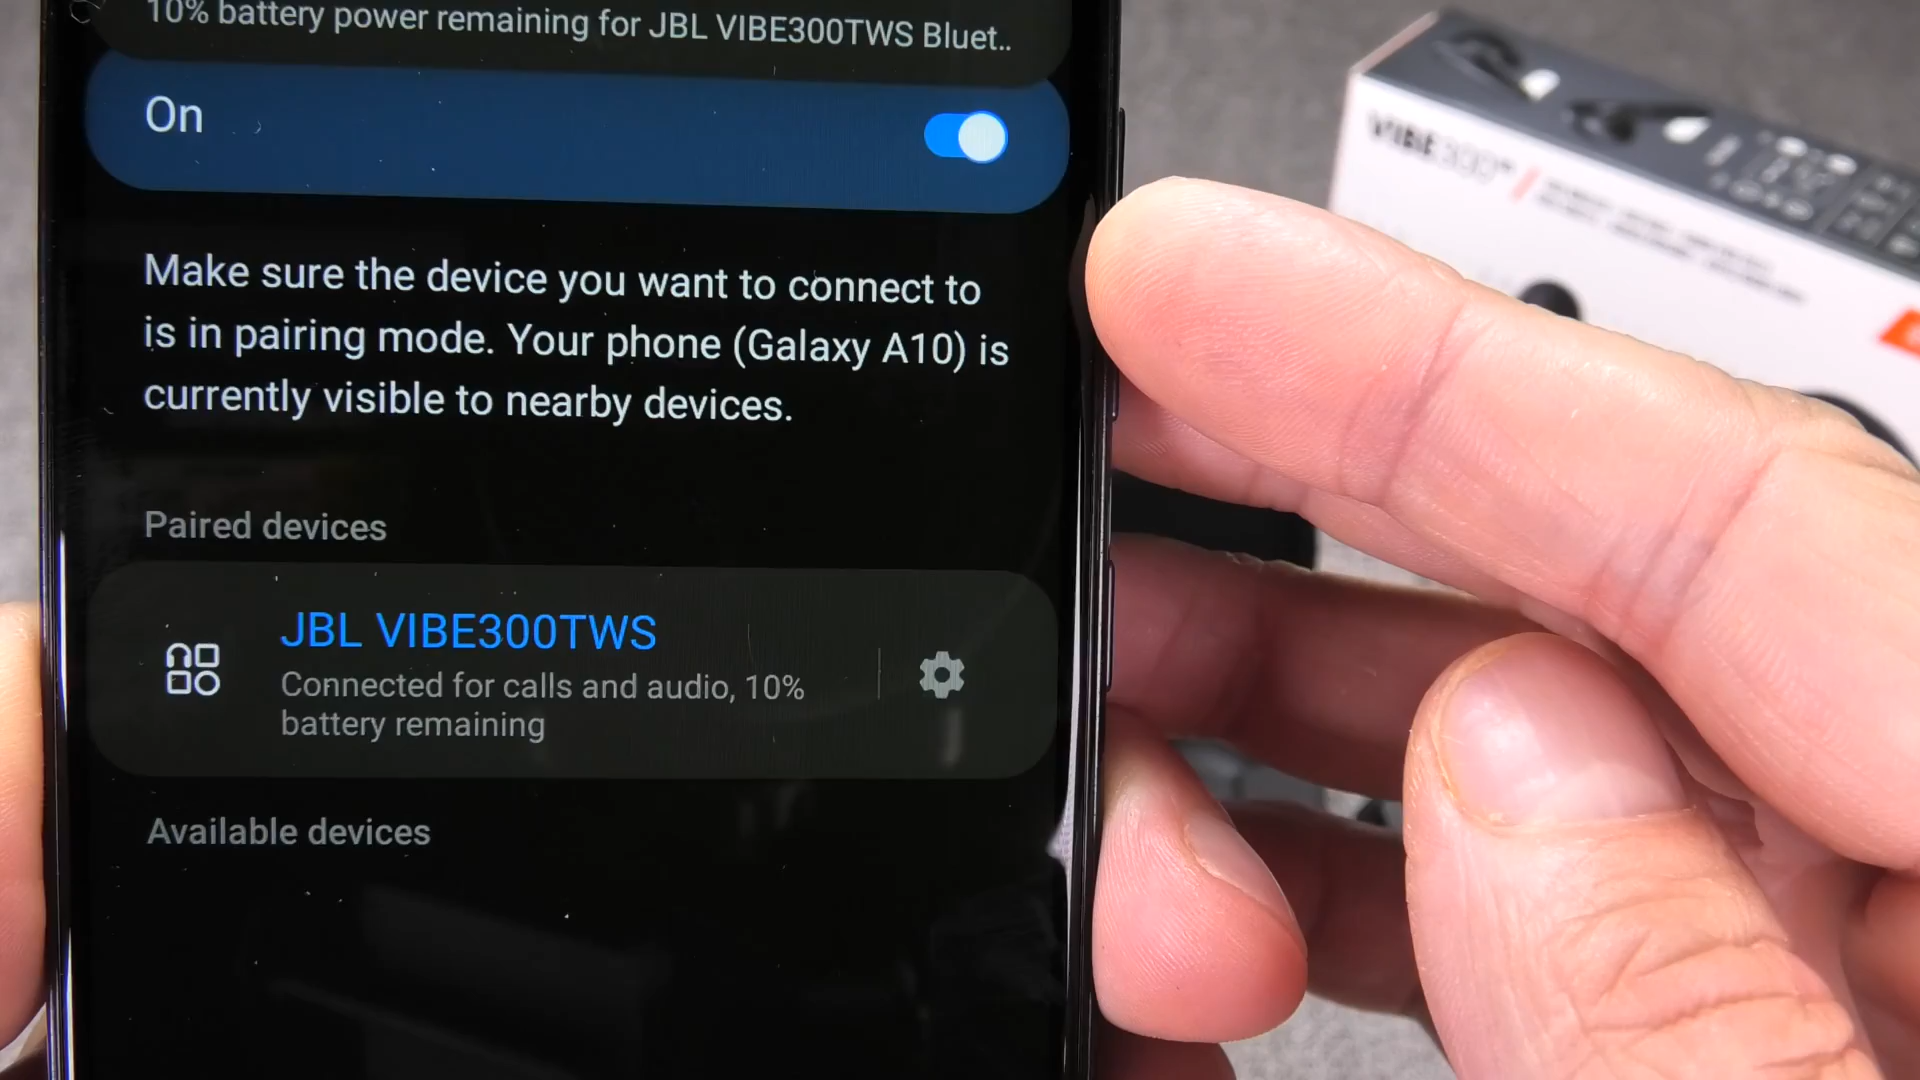 10% battery power remaining for JBL VIBE300TWS Bluet..
On
Make sure the device you want to connect to
is in pairing mode. Your phone (Galaxy A10) is
currently visible to nearby devices.
Paired devices
JBL VIBE300TWS
Connected for calls and audio, 10%
battery remaining
Available devices
VIBE300